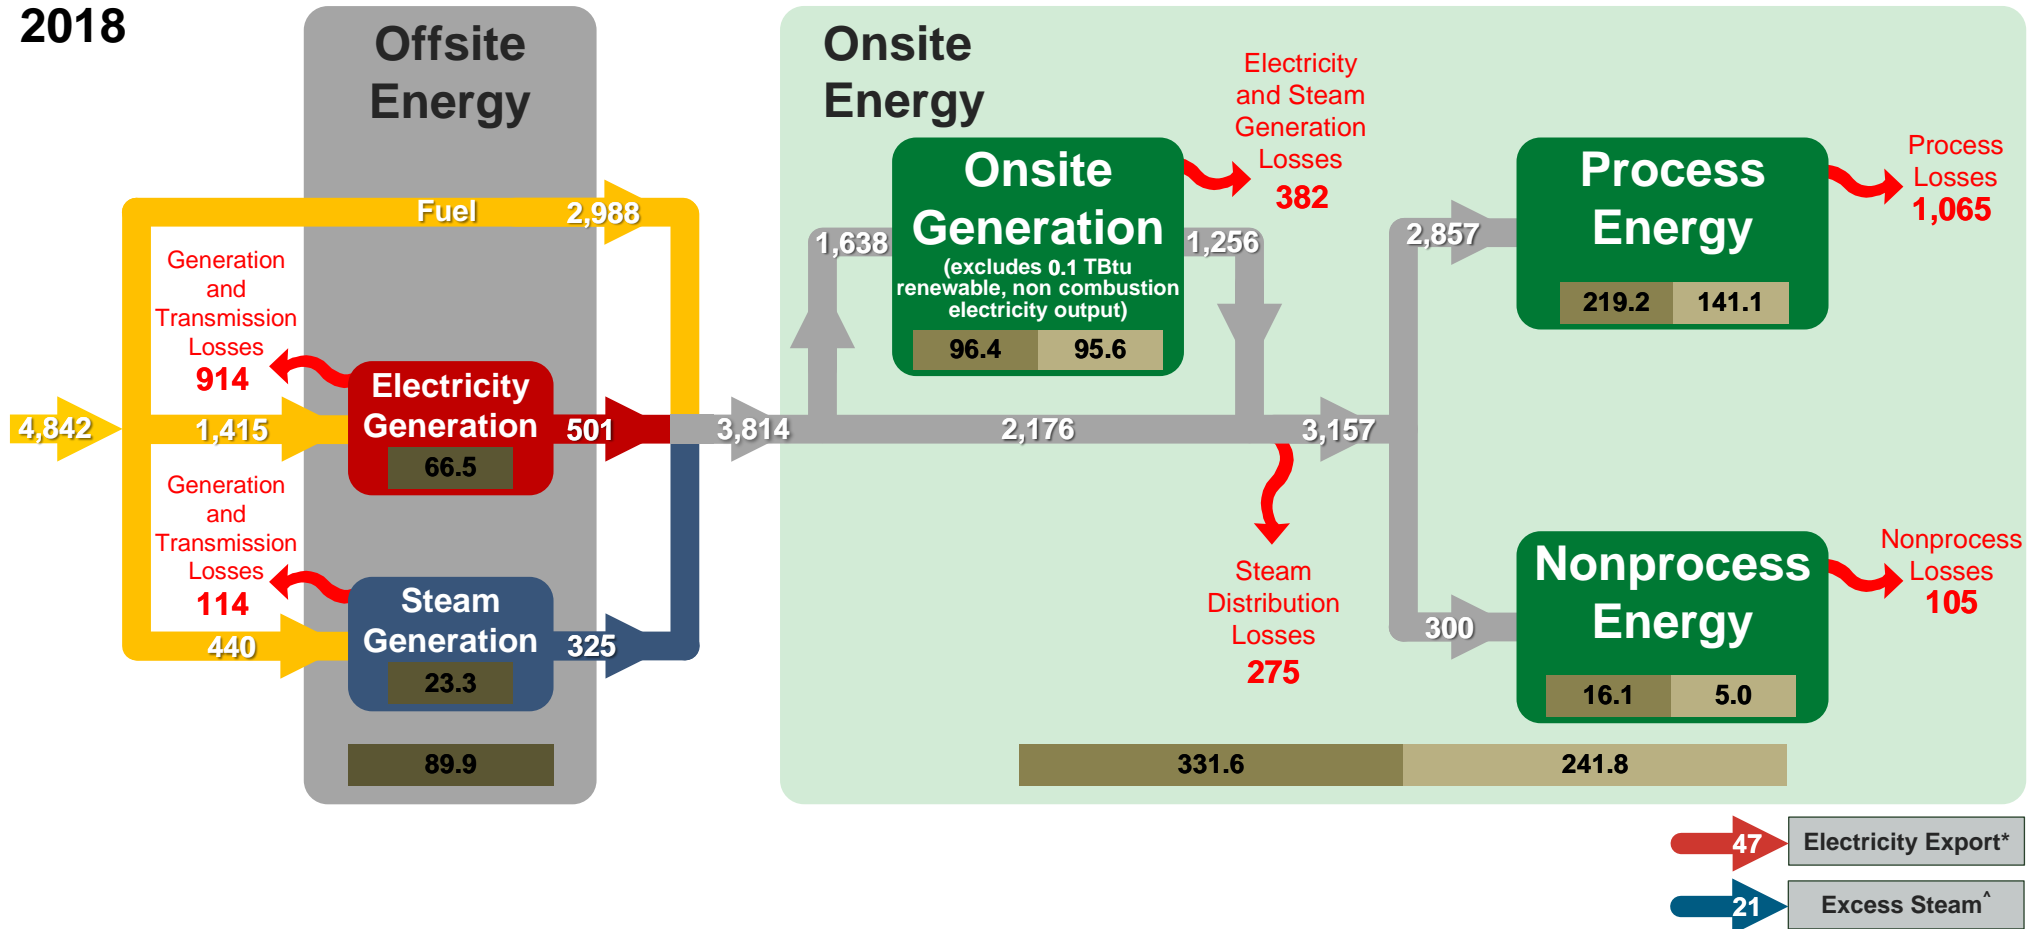 2018
Offsite
Energy
Onsite
Energy
Fuel
2,988
Generation
and
Transmission
Losses
914
4,842
1,415
Electricity
Generation
66.5
501
Generation
and
Transmission
Losses
114
440
Steam
Generation
23.3
325
89.9
3,814
1,638
Onsite
Generation
(excludes 0.1 TBtu
renewable, non combustion
electricity output)
96.4
95.6
Electricity
and Steam
Generation
Losses
382
1,256
2,176
3,157
Steam
Distribution
Losses
275
2,857
Process
Energy
219.2
141.1
Process
Losses
1,065
300
Nonprocess
Energy
16.1
5.0
Nonprocess
Losses
105
331.6
241.8
47
Electricity Export*
21
Excess Steam^